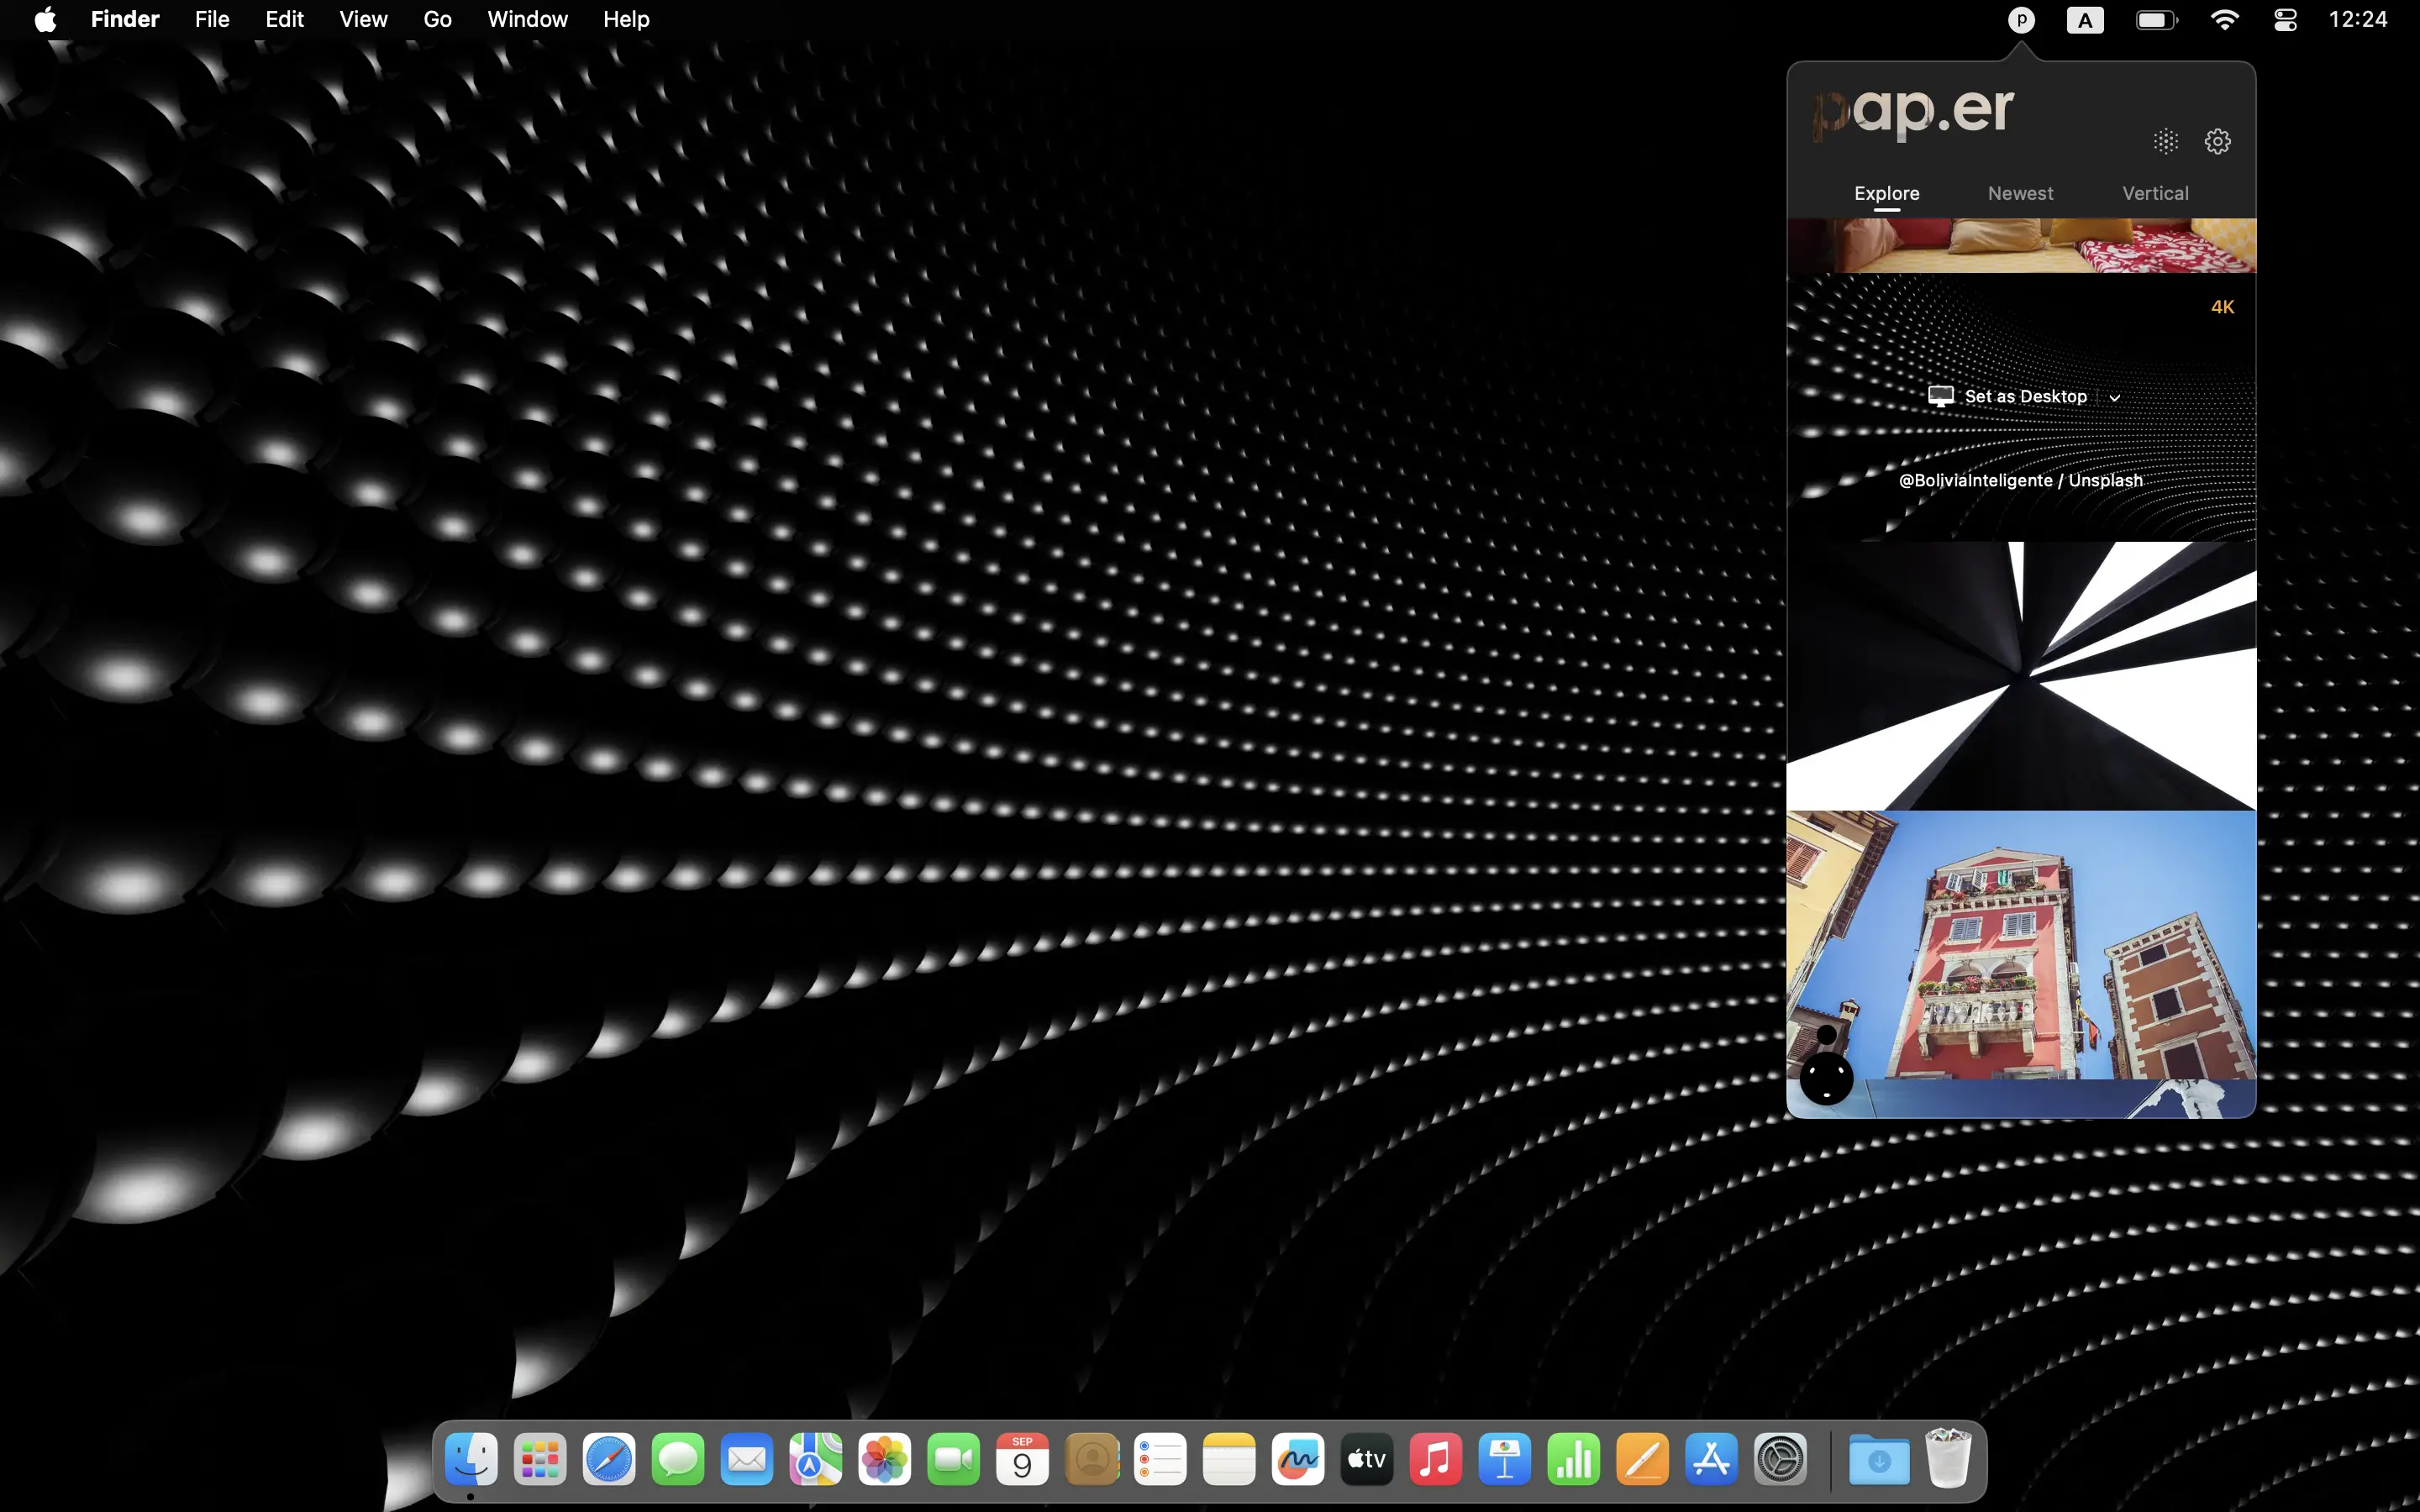 Finder File Edit View Go Window Help
p A 12:24
pap.er
Explore Newest Vertical
4K
Set as Desktop
@BoliviaInteligente / Unsplash
SEP
9
tv